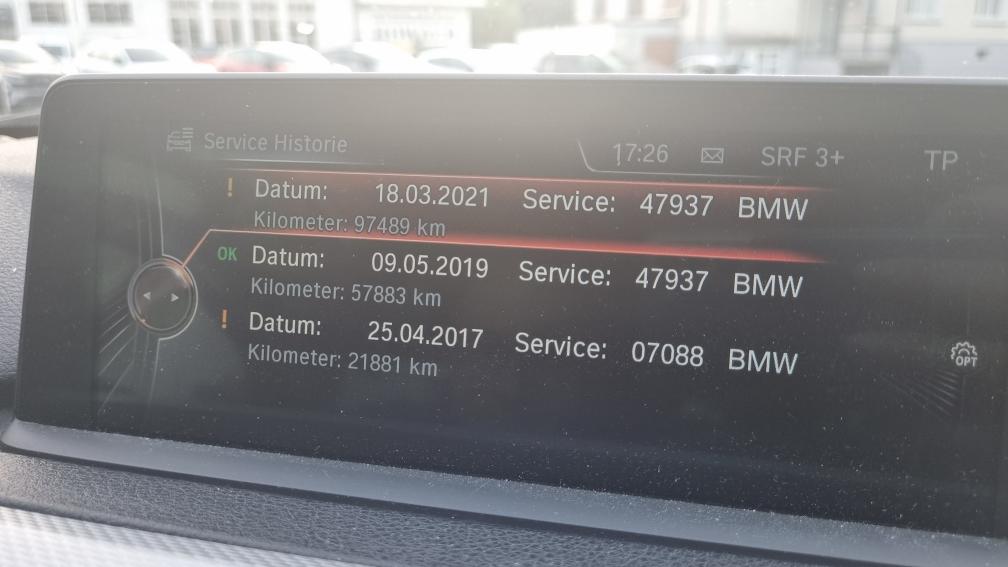 Service Historie 17:26 SRF 3+ TP
! Datum: 18.03.2021 Service: 47937 BMW
Kilometer: 97489 km
OK Datum: 09.05.2019 Service: 47937 BMW
Kilometer: 57883 km
! Datum: 25.04.2017 Service: 07088 BMW
Kilometer: 21881 km
OPT